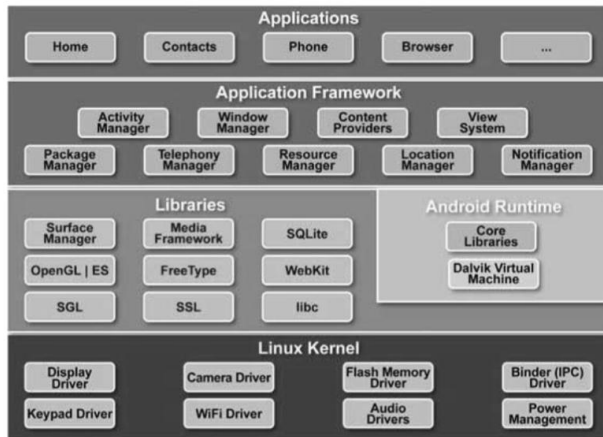 Applications
Home Contacts Phone Browser ...
Application Framework
Activity Manager Window Manager Content Providers View System
Package Manager Telephony Manager Resource Manager Location Manager Notification Manager
Libraries
Surface Manager Media Framework SQLite
OpenGL | ES FreeType WebKit
SGL SSL libc
Android Runtime
Core Libraries
Dalvik Virtual Machine
Linux Kernel
Display Driver Camera Driver Flash Memory Driver Binder (IPC) Driver
Keypad Driver WiFi Driver Audio Drivers Power Management